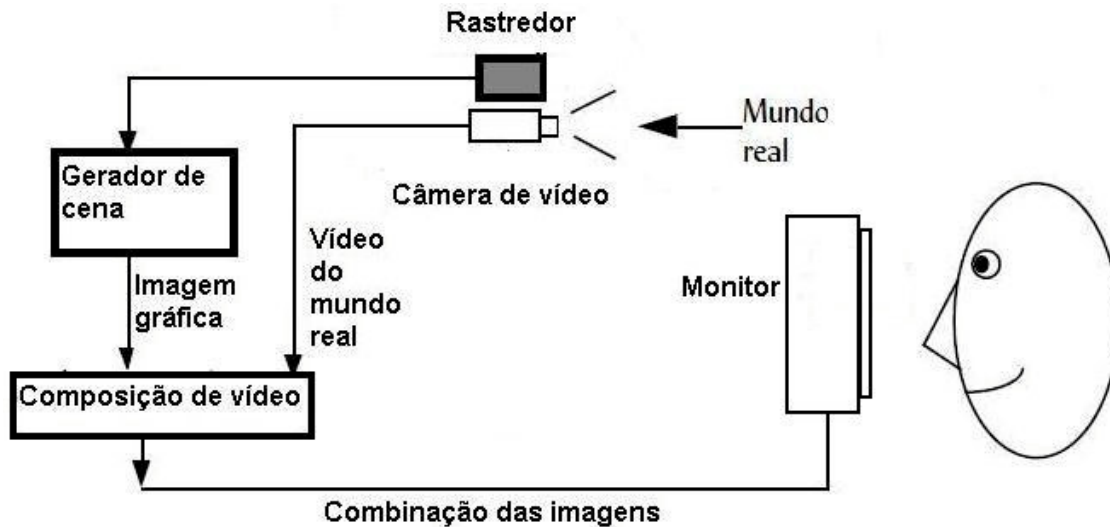 Rastredor
Mundo
real
Gerador de
cena
Câmera de vídeo
Vídeo
do
mundo
real
Monitor
Imagem
gráfica
Composição de vídeo
Combinação das imagens